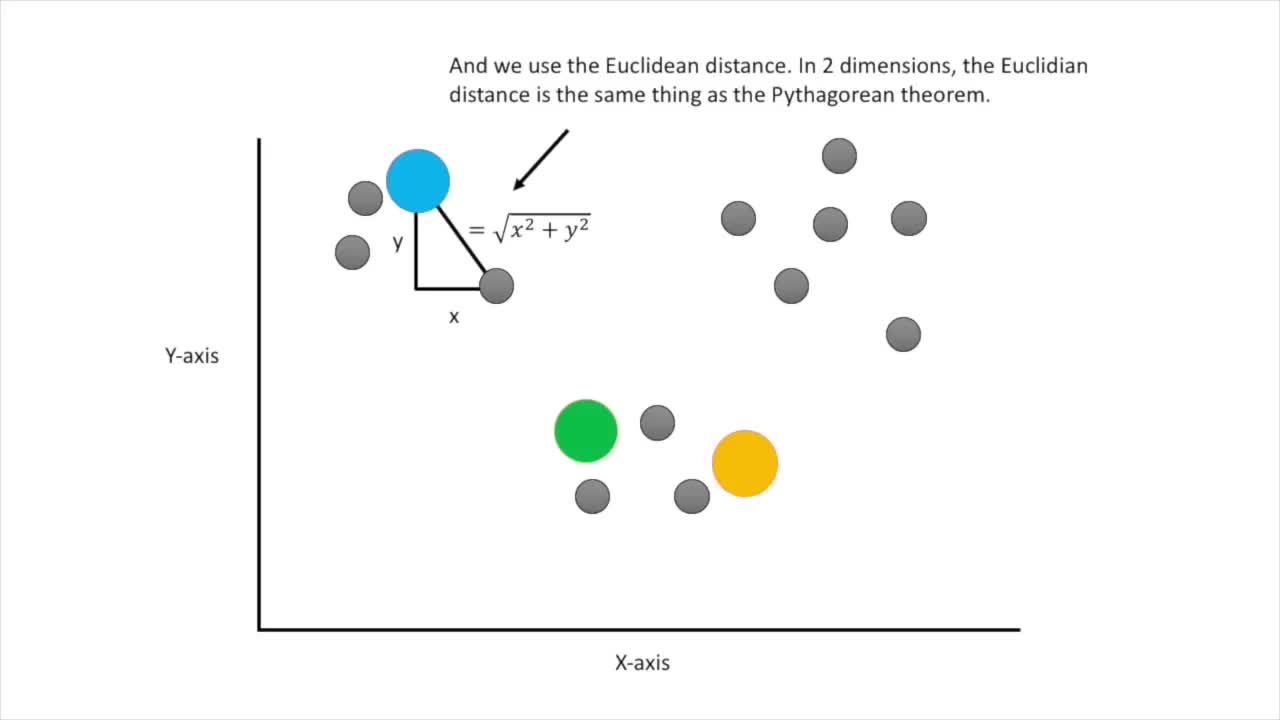 And we use the Euclidean distance. In 2 dimensions, the Euclidian
distance is the same thing as the Pythagorean theorem.
= √(x² + y²)
y
x
Y-axis
X-axis